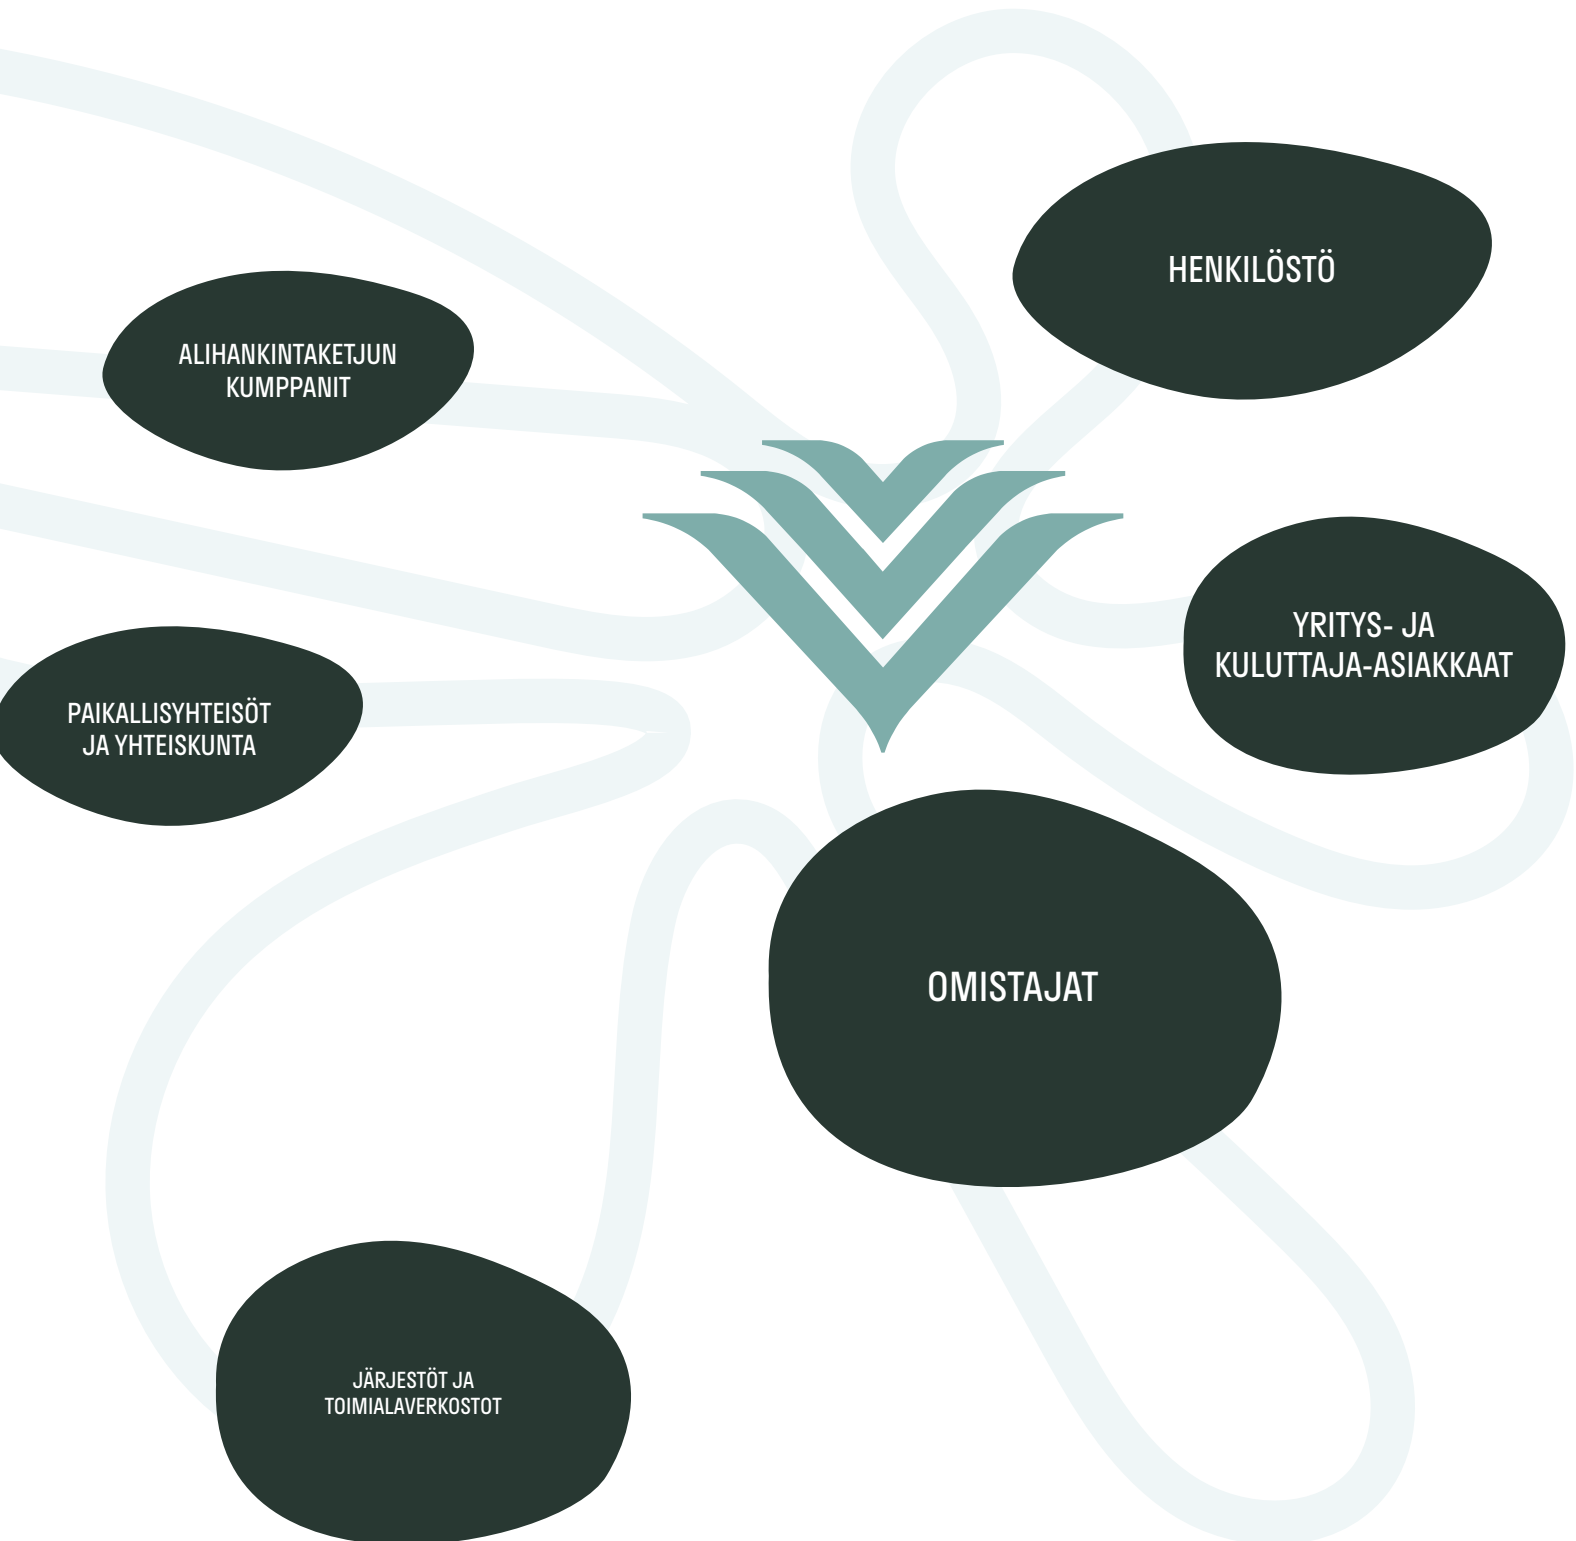 HENKILÖSTÖ
ALIHANKINTAKETJUN
KUMPPANIT
YRITYS- JA
KULUTTAJA-ASIAKKAAT
PAIKALLISYHTEISÖT
JA YHTEISKUNTA
OMISTAJAT
JÄRJESTÖT JA
TOIMIALAVERKOSTOT